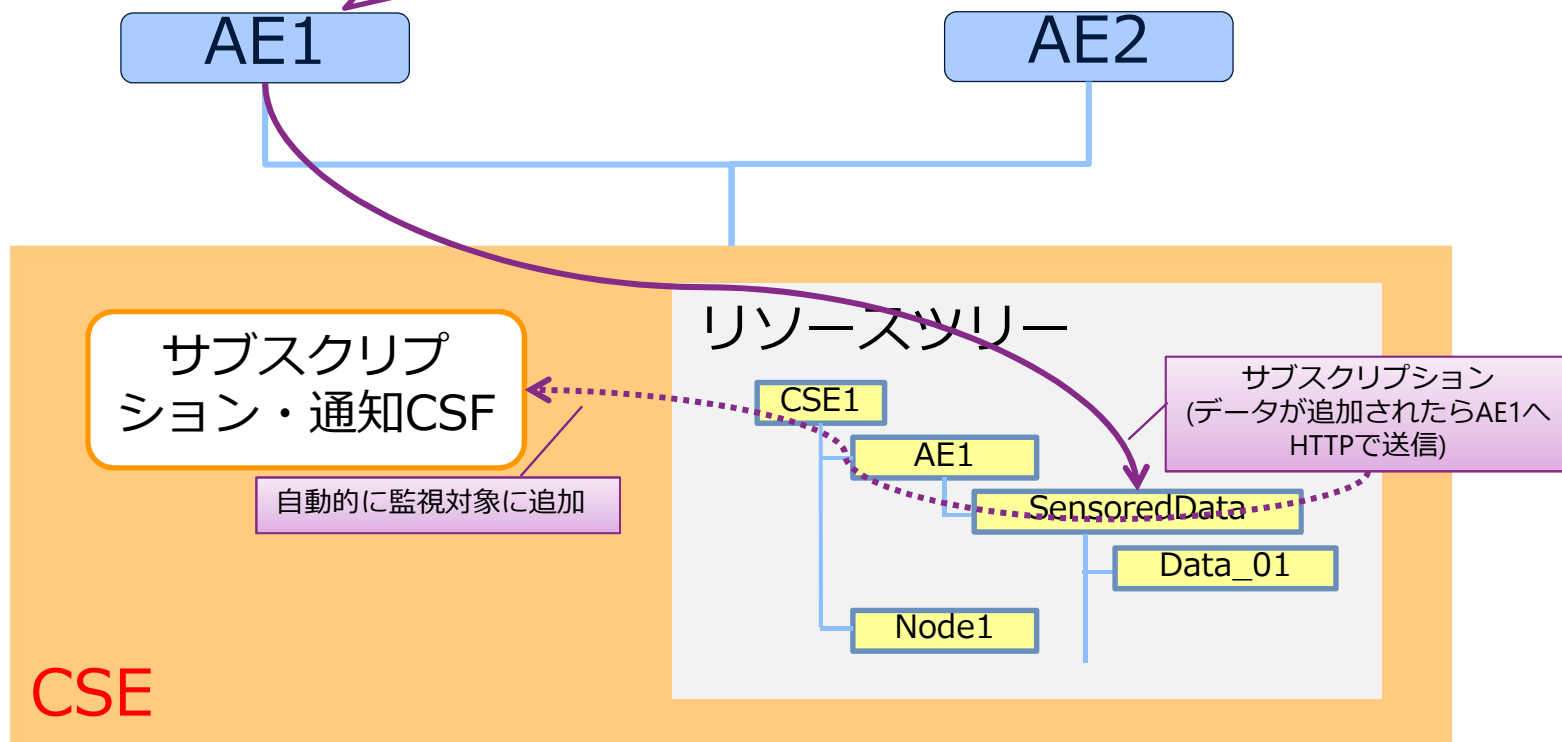 AE1
AE2
リソースツリー
サブスクリプ
ション・通知CSF
CSE1
サブスクリプション
(データが追加されたらAE1へ
HTTPで送信)
AE1
自動的に監視対象に追加
SensoredData
Data_01
Node1
CSE